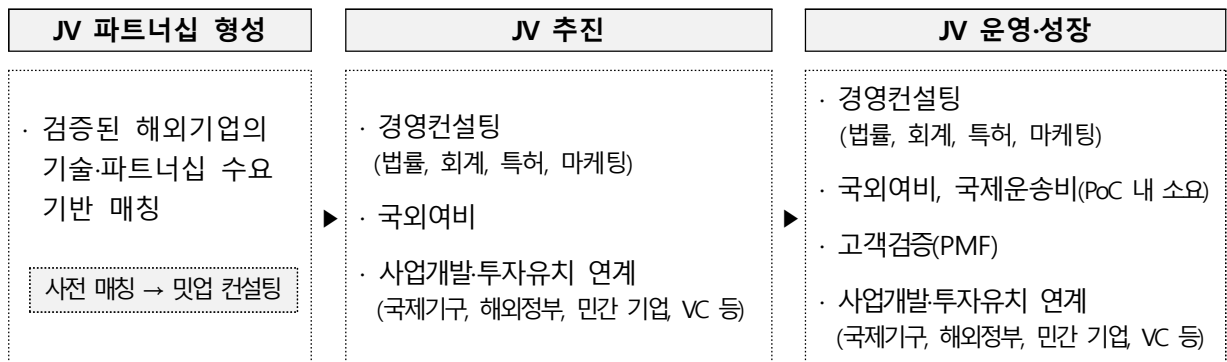 JV 파트너십 형성
· 검증된 해외기업의
기술·파트너십 수요
기반 매칭
사전 매칭 → 밋업 컨설팅
▶
JV 추진
· 경영컨설팅
(법률, 회계, 특허, 마케팅)
· 국외여비
· 사업개발·투자유치 연계
(국제기구, 해외정부, 민간 기업, VC 등)
▶
JV 운영·성장
· 경영컨설팅
(법률, 회계, 특허, 마케팅)
· 국외여비, 국제운송비(PoC 내 소요)
· 고객검증(PMF)
· 사업개발·투자유치 연계
(국제기구, 해외정부, 민간 기업, VC 등)